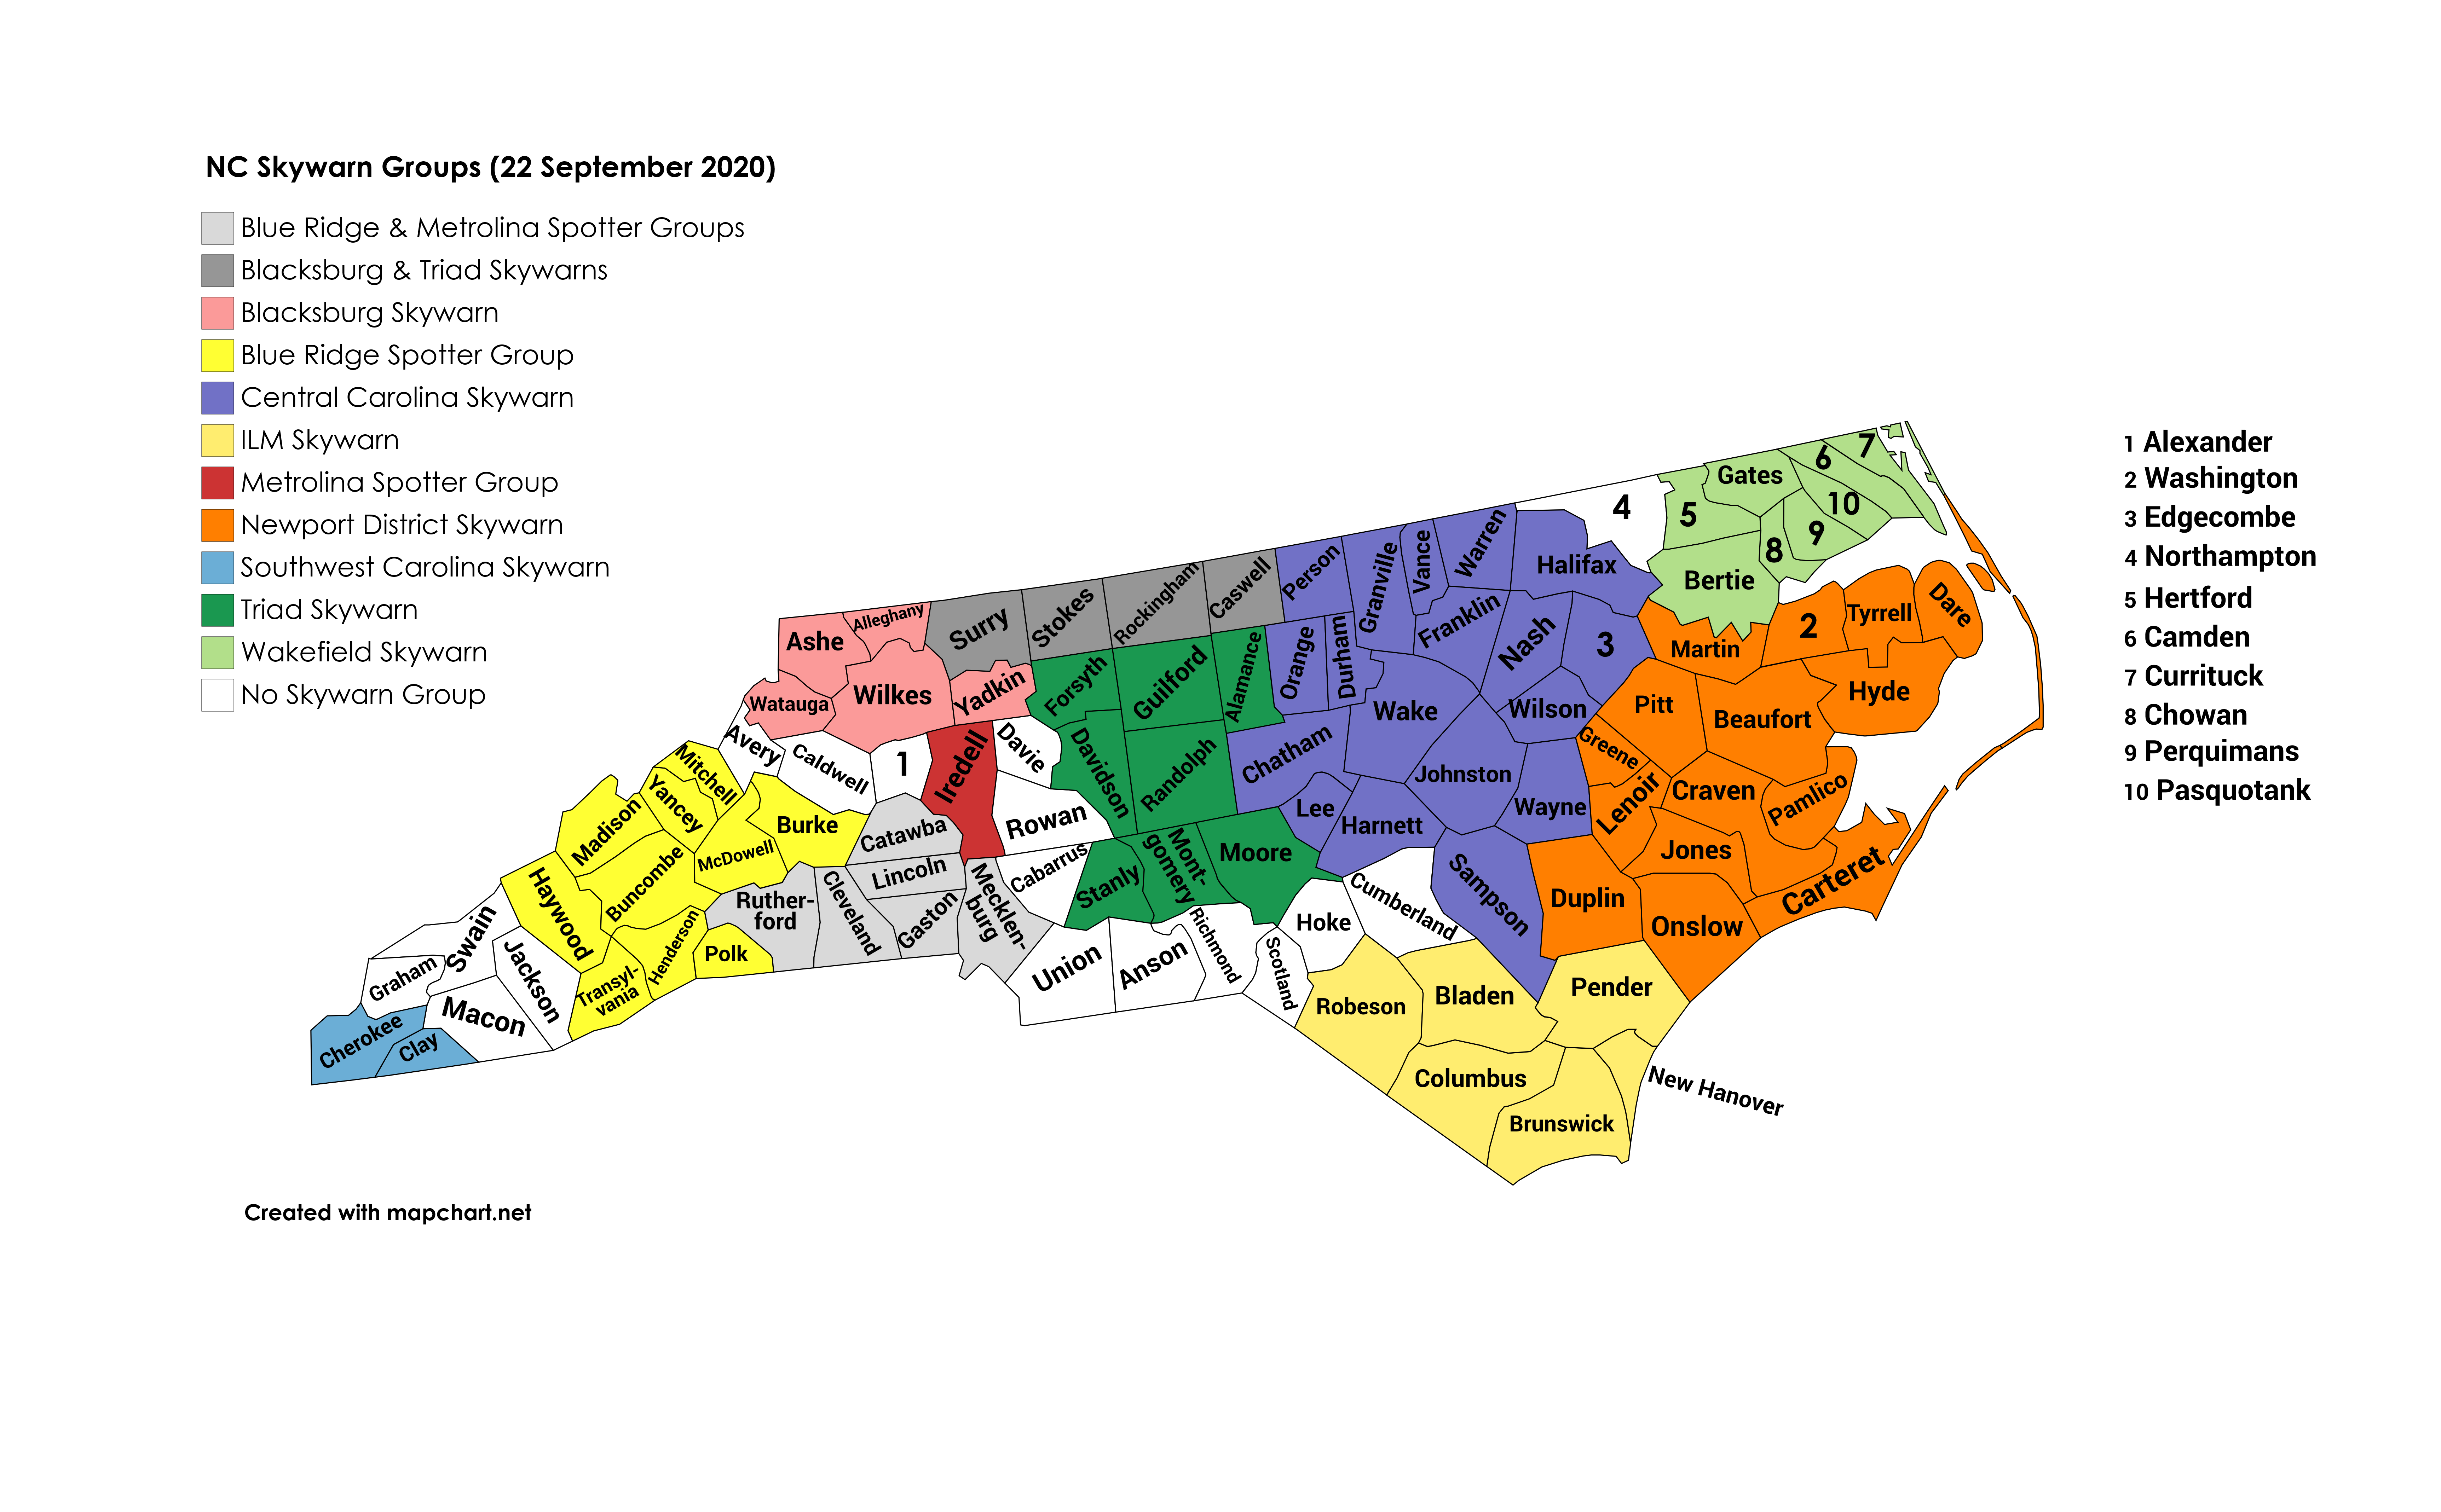 NC Skywarn Groups (22 September 2020)
Blue Ridge & Metrolina Spotter Groups
Blacksburg & Triad Skywarns
Blacksburg Skywarn
Blue Ridge Spotter Group
Central Carolina Skywarn
ILM Skywarn
Metrolina Spotter Group
Newport District Skywarn
Southwest Carolina Skywarn
Triad Skywarn
Wakefield Skywarn
No Skywarn Group
Cherokee
Clay
Graham
Swain
Macon
Jackson
Haywood
Transyl-
vania
Madison
Buncombe
Henderson
Yancey
Mitchell
McDowell
Polk
Avery
Burke
Ruther-
ford
Cleveland
Caldwell
Watauga
Ashe
Alleghany
Wilkes
1
Catawba
Lincoln
Gaston
Mecklen-
burg
Iredell
Yadkin
Surry
Stokes
Rockingham
Caswell
Davie
Rowan
Cabarrus
Union
Anson
Stanly
Mont-
gomery
Richmond
Scotland
Hoke
Moore
Forsyth
Davidson
Guilford
Randolph
Alamance
Person
Orange
Durham
Granville
Vance
Warren
Franklin
Halifax
Nash
3
Wilson
Wake
Chatham
Lee
Harnett
Johnston
Wayne
Sampson
Cumberland
Robeson
Bladen
Columbus
Brunswick
Pender
New Hanover
Duplin
Onslow
Jones
Lenoir
Greene
Pitt
Craven
Pamlico
Carteret
Beaufort
Hyde
Martin
2
Tyrrell
Dare
4
5
Bertie
Gates
6
7
8
9
10
1 Alexander
2 Washington
3 Edgecombe
4 Northampton
5 Hertford
6 Camden
7 Currituck
8 Chowan
9 Perquimans
10 Pasquotank
Created with mapchart.net